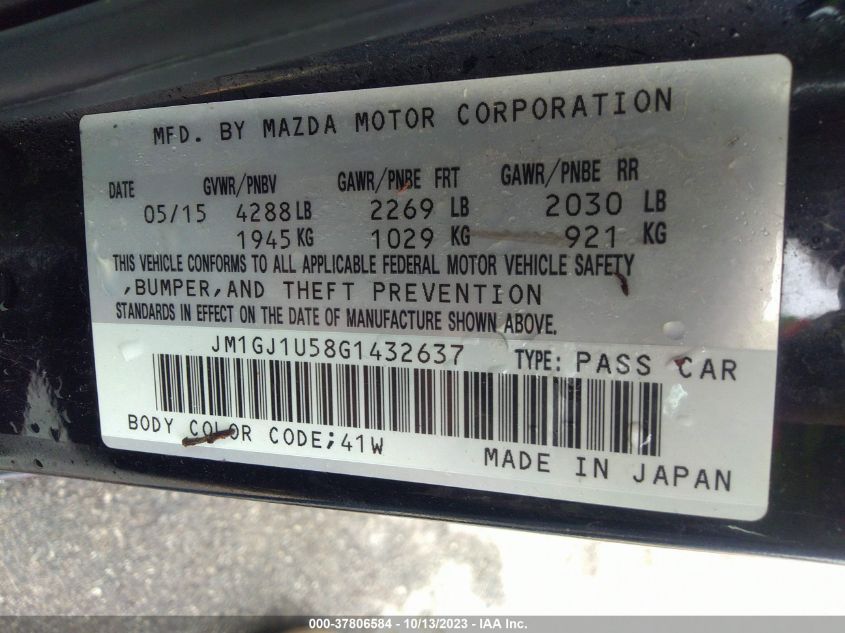 MFD. BY MAZDA MOTOR CORPORATION
DATE GVWR/PNBV GAWR/PNBE FRT GAWR/PNBE RR
05/15 4288 LB 2269 LB 2030 LB
1945 KG 1029 KG 921 KG
THIS VEHICLE CONFORMS TO ALL APPLICABLE FEDERAL MOTOR VEHICLE SAFETY
,BUMPER,AND THEFT PREVENTION
STANDARDS IN EFFECT ON THE DATE OF MANUFACTURE SHOWN ABOVE.
JM1GJ1U58G1432637 TYPE: PASS CAR
BODY COLOR CODE;41W
MADE IN JAPAN
000-37806584 - 10/13/2023 - IAA Inc.